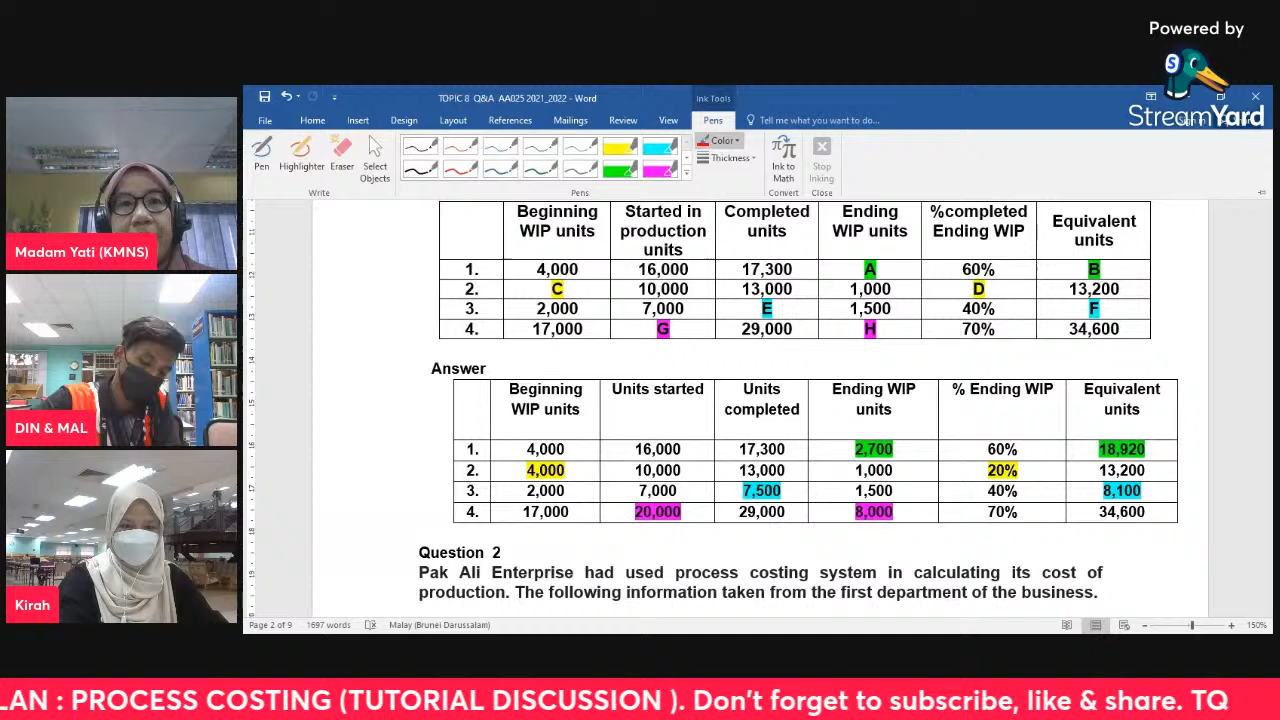 Powered by
StreamYard
TOPIC 8 Q&A AA025 2021_2022 - Word
Ink Tools
File Home Insert Design Layout References Mailings Review View Pens Tell me what you want to do...
Pen Highlighter Eraser Select Objects
Color
Thickness
Ink to Math
Stop Inking
Write Pens Convert Close
Beginning WIP units Started in production units Completed units Ending WIP units %completed Ending WIP Equivalent units
1. 4,000 16,000 17,300 A 60% B
2. C 10,000 13,000 1,000 D 13,200
3. 2,000 7,000 E 1,500 40% F
4. 17,000 G 29,000 H 70% 34,600
Answer
Beginning WIP units Units started Units completed Ending WIP units % Ending WIP Equivalent units
1. 4,000 16,000 17,300 2,700 60% 18,920
2. 4,000 10,000 13,000 1,000 20% 13,200
3. 2,000 7,000 7,500 1,500 40% 8,100
4. 17,000 20,000 29,000 8,000 70% 34,600
Question 2
Pak Ali Enterprise had used process costing system in calculating its cost of
production. The following information taken from the first department of the business.
Page 2 of 9 1697 words Malay (Brunei Darussalam) 150%
Madam Yati (KMNS)
DIN & MAL
Kirah
LAN : PROCESS COSTING (TUTORIAL DISCUSSION ). Don't forget to subscribe, like & share. TQ